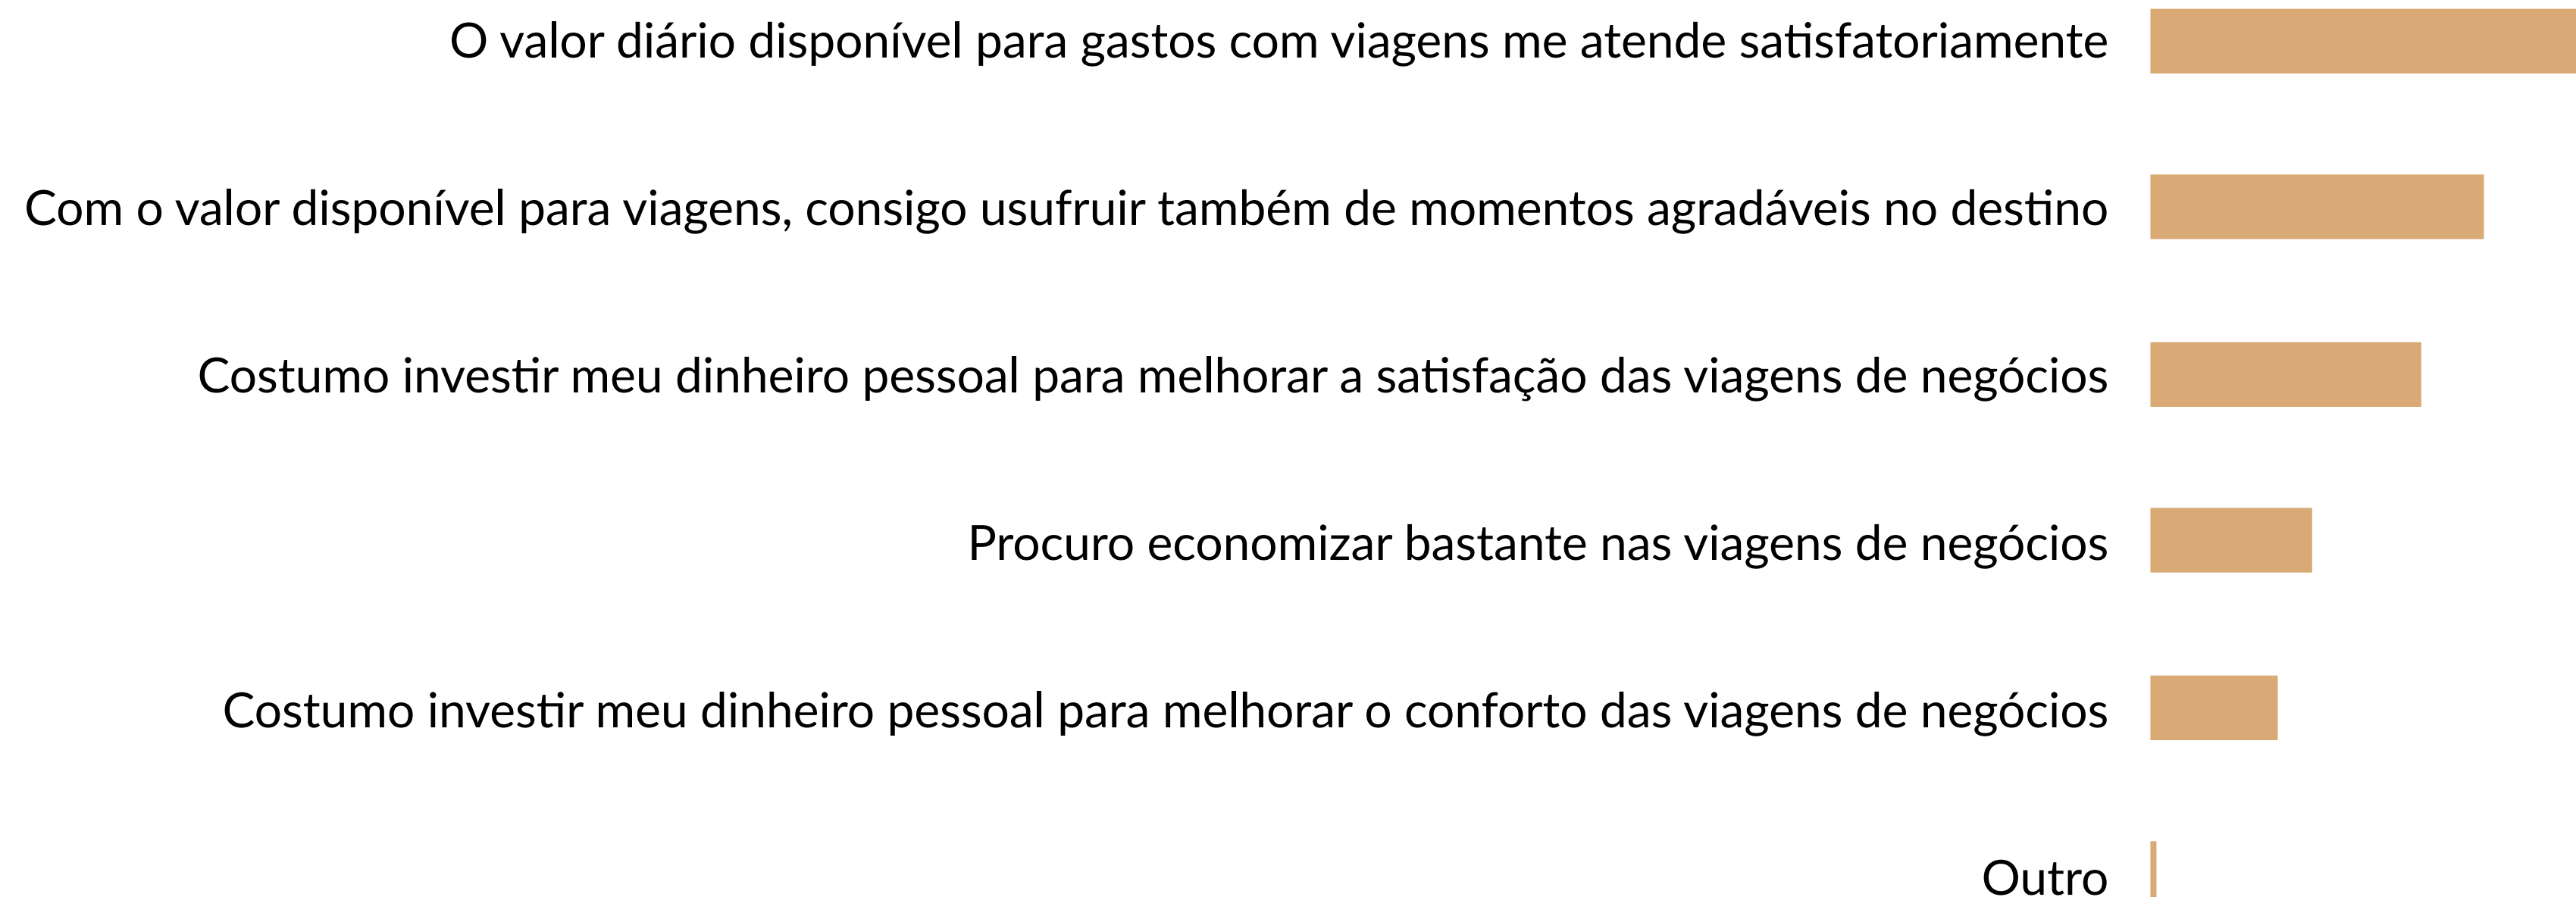 O valor diário disponível para gastos com viagens me atende satisfatoriamente
Com o valor disponível para viagens, consigo usufruir também de momentos agradáveis no destino
Costumo investir meu dinheiro pessoal para melhorar a satisfação das viagens de negócios
Procuro economizar bastante nas viagens de negócios
Costumo investir meu dinheiro pessoal para melhorar o conforto das viagens de negócios
Outro